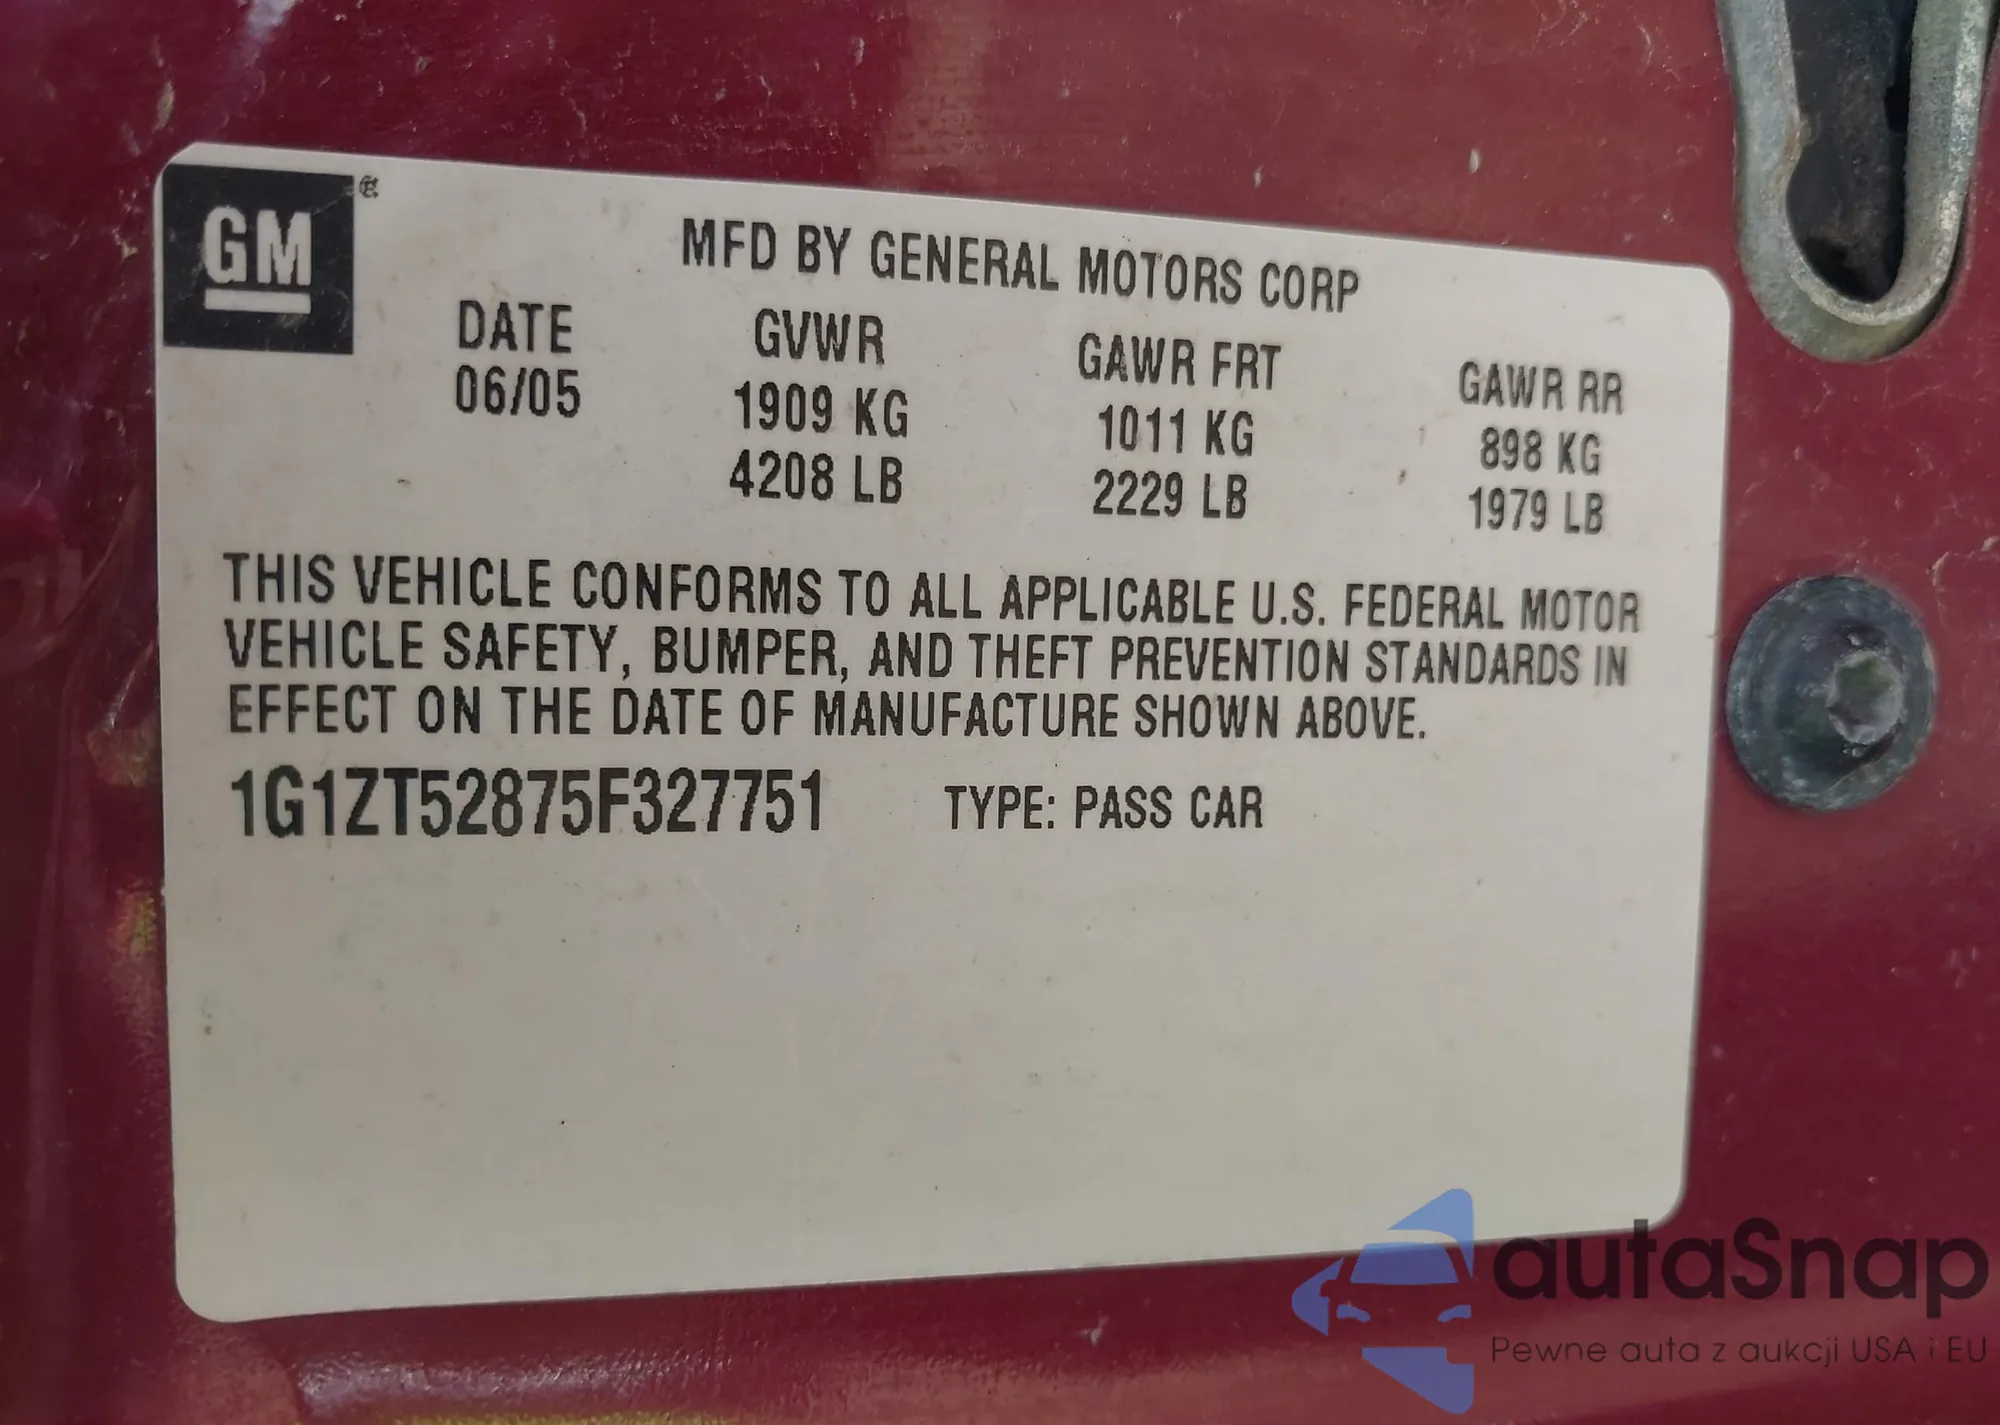 GM
MFD BY GENERAL MOTORS CORP
DATE GVWR GAWR FRT GAWR RR
06/05 1909 KG 1011 KG 898 KG
4208 LB 2229 LB 1979 LB
THIS VEHICLE CONFORMS TO ALL APPLICABLE U.S. FEDERAL MOTOR
VEHICLE SAFETY, BUMPER, AND THEFT PREVENTION STANDARDS IN
EFFECT ON THE DATE OF MANUFACTURE SHOWN ABOVE.
1G1ZT52875F327751 TYPE: PASS CAR
autaSnap
Pewne auta z aukcji USA i EU